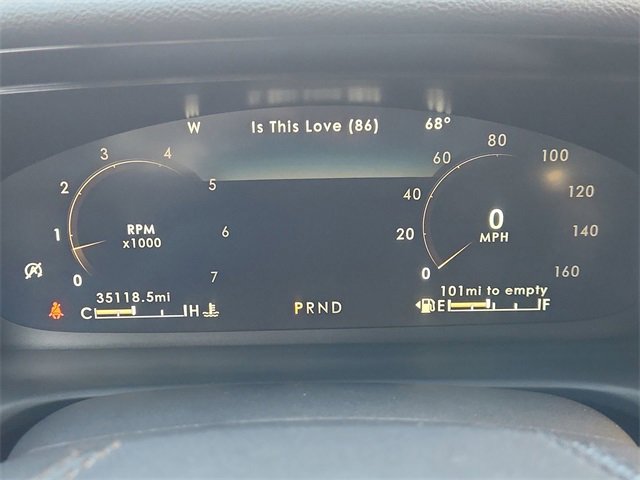 W Is This Love (86) 68°
3 4 60 80 100
2 5 40 120
1 RPM 6 20 0 140
x1000 MPH
0 7 0 160
35118.5mi 101mi to empty
C H PRND E F